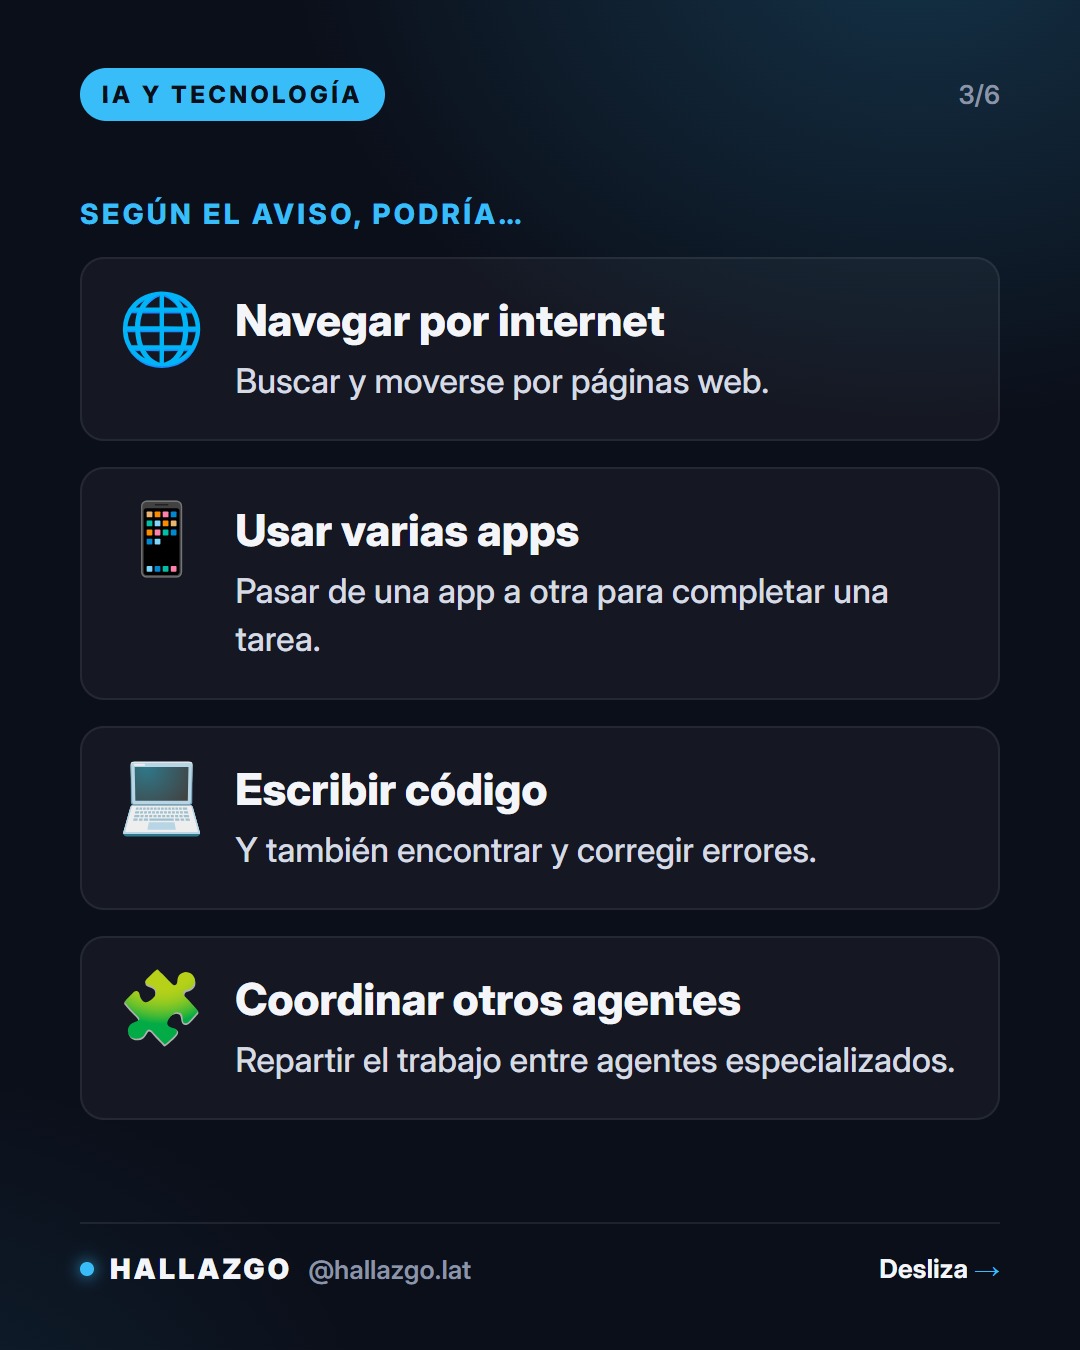 IA Y TECNOLOGÍA
3/6
SEGÚN EL AVISO, PODRÍA...
Navegar por internet
Buscar y moverse por páginas web.
Usar varias apps
Pasar de una app a otra para completar una
tarea.
Escribir código
Y también encontrar y corregir errores.
Coordinar otros agentes
Repartir el trabajo entre agentes especializados.
HALLAZGO @hallazgo.lat
Desliza →